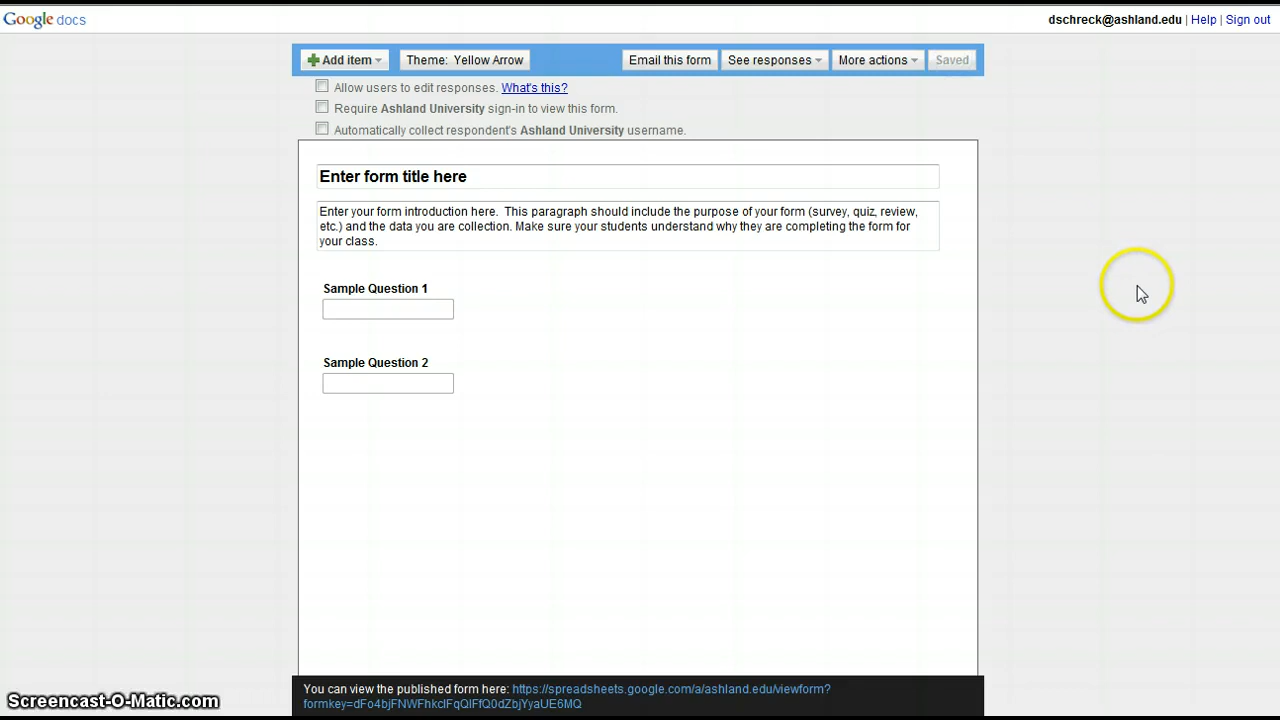 Google docs
dschreck@ashland.edu | Help | Sign out
Add item
Theme: Yellow Arrow
Email this form
See responses
More actions
Saved
Allow users to edit responses. What's this?
Require Ashland University sign-in to view this form.
Automatically collect respondent's Ashland University username.
Enter form title here
Enter your form introduction here. This paragraph should include the purpose of your form (survey, quiz, review,
etc.) and the data you are collection. Make sure your students understand why they are completing the form for
your class.
Sample Question 1
Sample Question 2
You can view the published form here: https://spreadsheets.google.com/a/ashland.edu/viewform?
Screencast-O-Matic.com